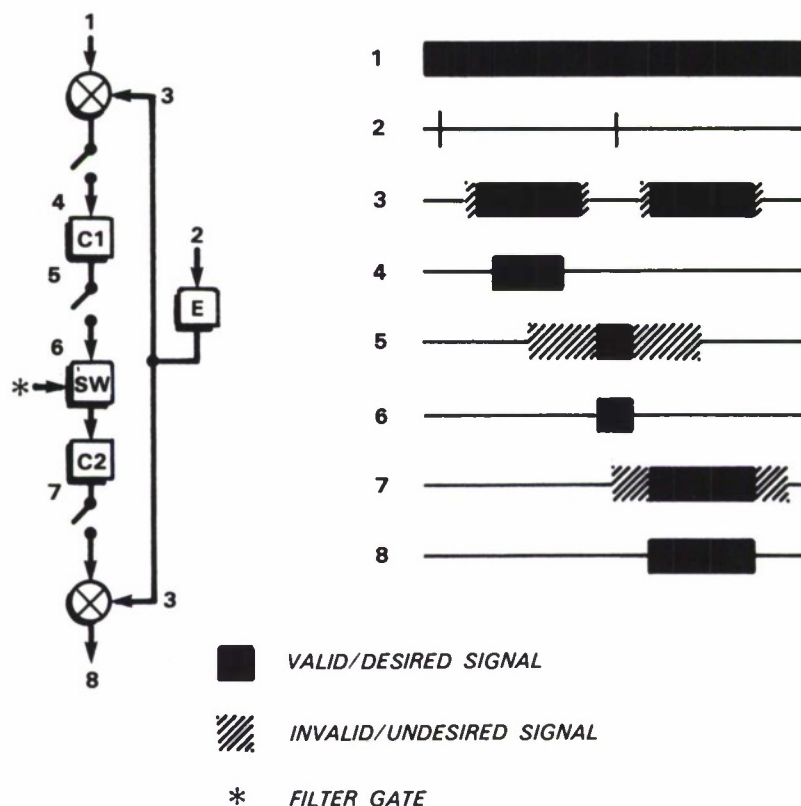 1
3
4
C1
2
5
E
6
* SW
C2
7
3
8
1
2
3
4
5
6
7
8
VALID/DESIRED SIGNAL
INVALID/UNDESIRED SIGNAL
* FILTER GATE